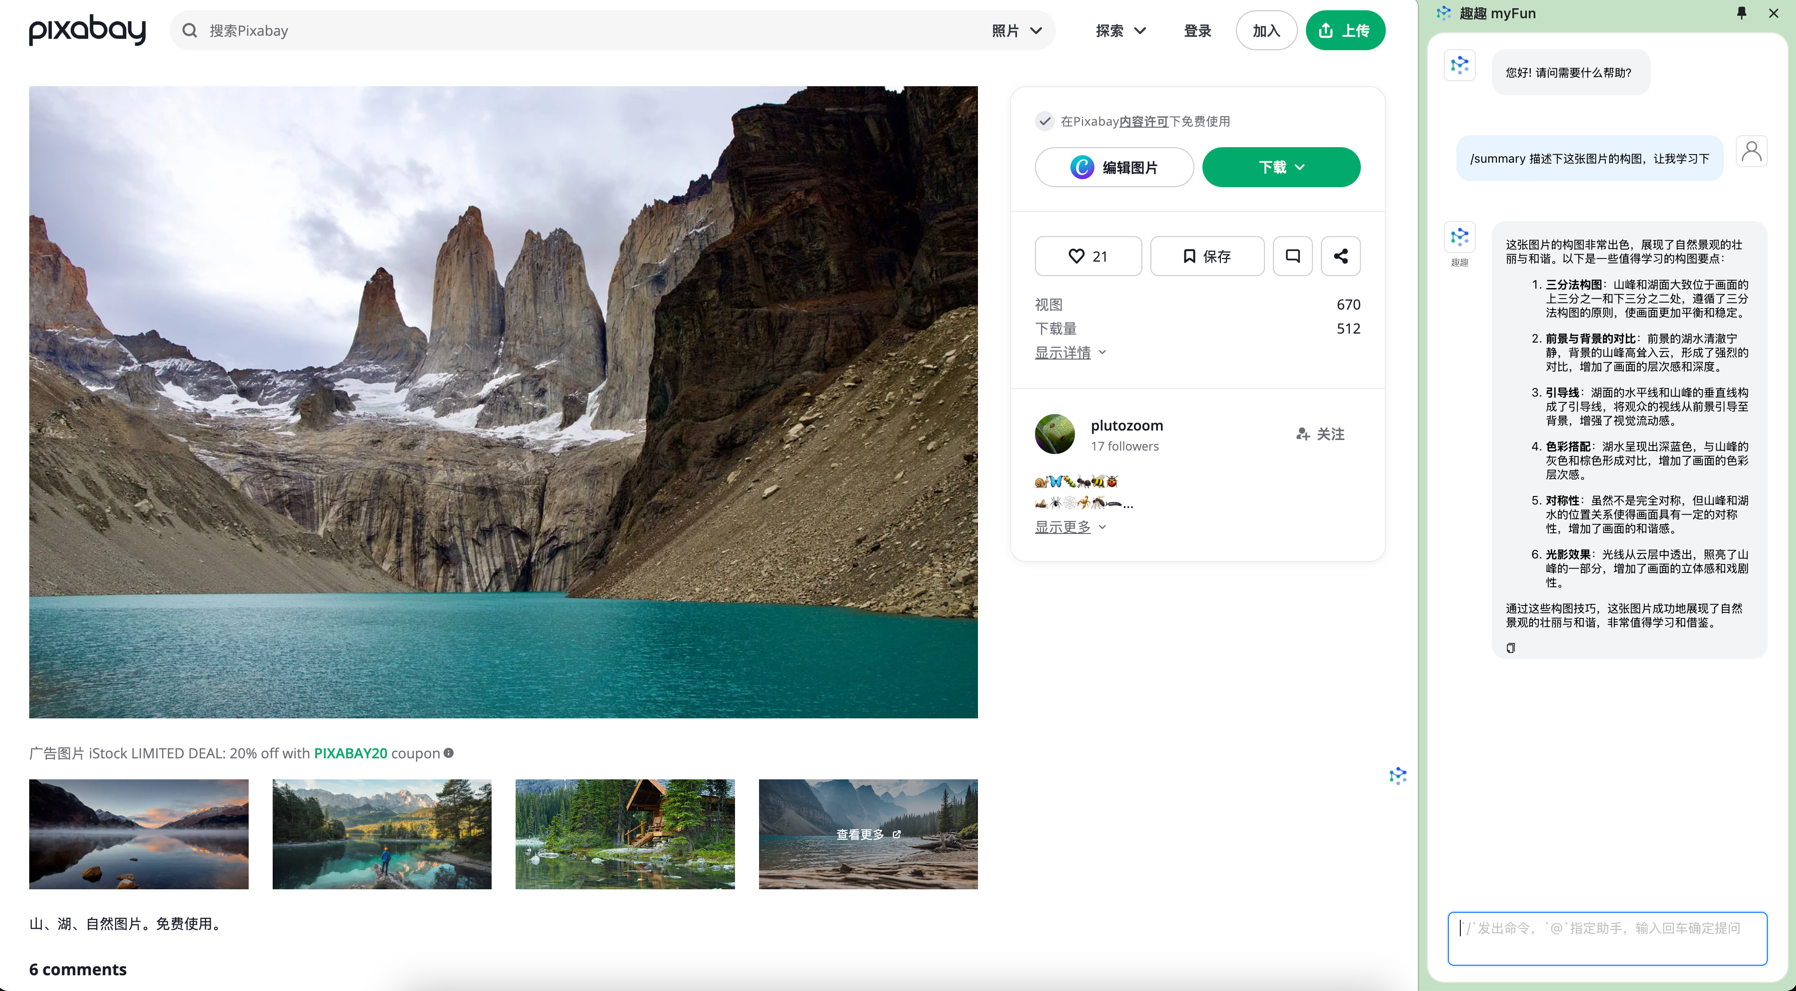 pixabay
搜索Pixabay
照片
探索
登录
加入
上传
在Pixabay内容许可下免费使用
编辑图片
下载
21
保存
视图 670
下载量 512
显示详情
plutozoom
17 followers
关注
...
显示更多
广告图片 iStock LIMITED DEAL: 20% off with PIXABAY20 coupon
查看更多
山、湖、自然图片。免费使用。
6 comments
趣趣 myFun
您好! 请问需要什么帮助?
/summary 描述下这张图片的构图，让我学习下
趣趣
这张图片的构图非常出色，展现了自然景观的壮
丽与和谐。以下是一些值得学习的构图要点：
1. 三分法构图：山峰和湖面大致位于画面的
上三分之一和下三分之二处，遵循了三分
法构图的原则，使画面更加平衡和稳定。
2. 前景与背景的对比：前景的湖水清澈宁
静，背景的山峰高耸入云，形成了强烈的
对比，增加了画面的层次感和深度。
3. 引导线：湖面的水平线和山峰的垂直线构
成了引导线，将观众的视线从前景引导至
背景，增强了视觉流动感。
4. 色彩搭配：湖水呈现出深蓝色，与山峰的
灰色和棕色形成对比，增加了画面的色彩
层次感。
5. 对称性：虽然不是完全对称，但山峰和湖
水的位置关系使得画面具有一定的对称
性，增加了画面的和谐感。
6. 光影效果：光线从云层中透出，照亮了山
峰的一部分，增加了画面的立体感和戏剧
性。
通过这些构图技巧，这张图片成功地展现了自然
景观的壮丽与和谐，非常值得学习和借鉴。
`/`发出命令，`@`指定助手，输入回车确定提问